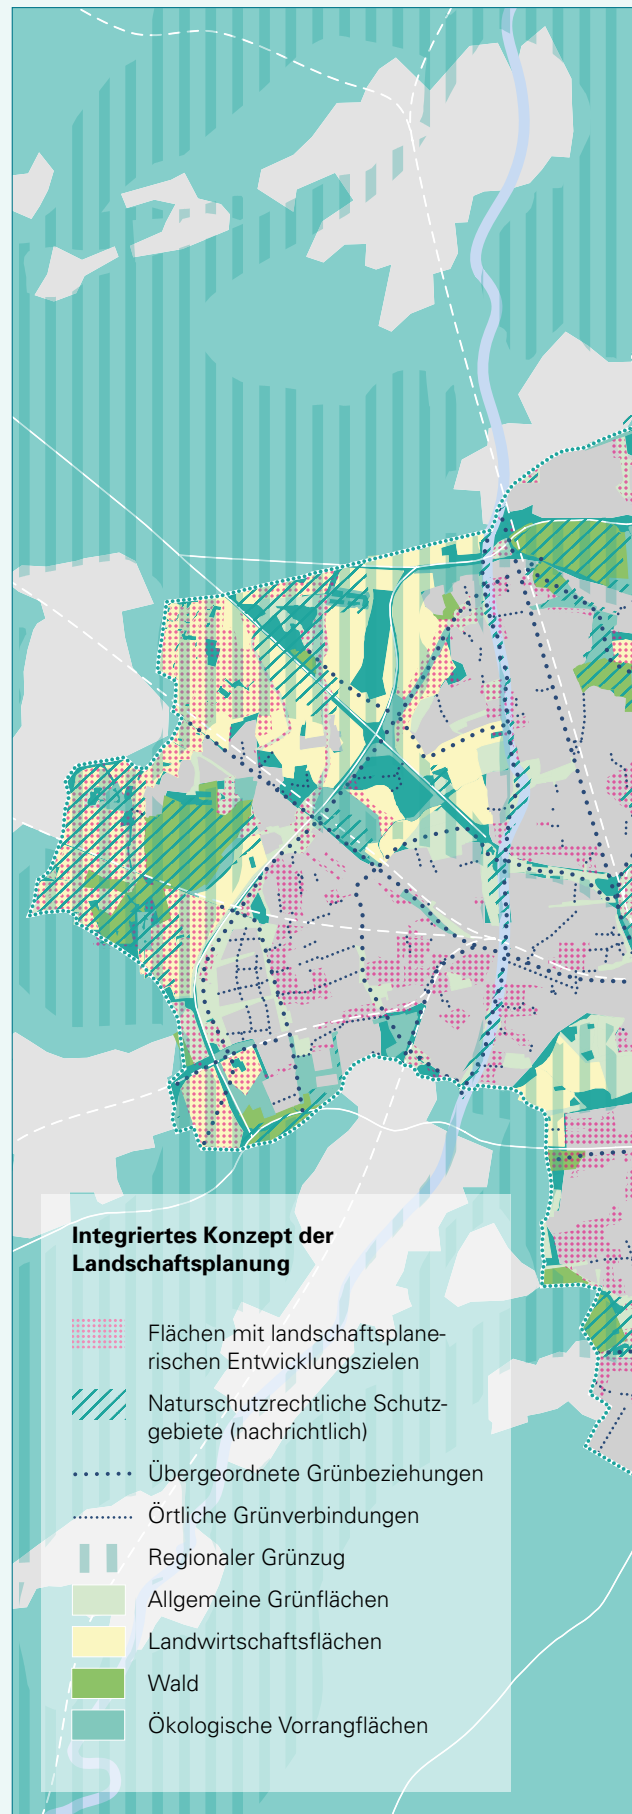 Integriertes Konzept der
Landschaftsplanung
Flächen mit landschaftsplane-
rischen Entwicklungszielen
Naturschutzrechtliche Schutz-
gebiete (nachrichtlich)
Übergeordnete Grünbeziehungen
Örtliche Grünverbindungen
Regionaler Grünzug
Allgemeine Grünflächen
Landwirtschaftsflächen
Wald
Ökologische Vorrangflächen